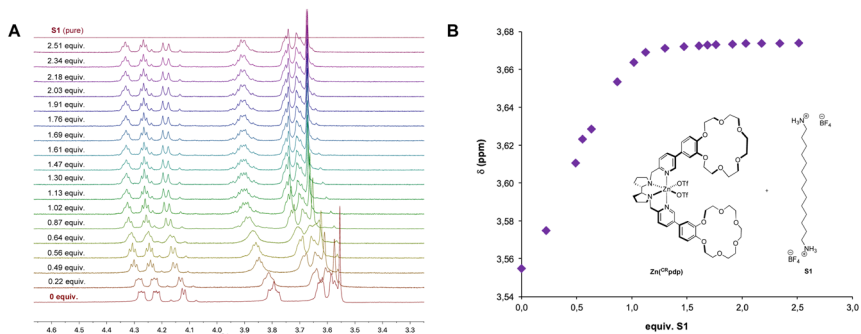 A
S1 (pure)
2.51 equiv.
2.34 equiv.
2.18 equiv.
2.03 equiv.
1.91 equiv.
1.76 equiv.
1.69 equiv.
1.61 equiv.
1.47 equiv.
1.30 equiv.
1.13 equiv.
1.02 equiv.
0.87 equiv.
0.64 equiv.
0.56 equiv.
0.49 equiv.
0.22 equiv.
0 equiv.
4.6 4.5 4.4 4.3 4.2 4.1 4.0 3.9 3.8 3.7 3.6 3.5 3.4 3.3
B
3,68
3,66
3,64
3,62
3,60
3,58
3,56
3,54
δ (ppm)
0,0 0,5 1,0 1,5 2,0 2,5 3,0
equiv. S1
O O O O O O
N
N
Zn
OTf
OTf
N
N
O O O O O O
Zn(CRpdp)
+
H3N ⊕
⊖ BF4
NH3 ⊕
⊖ BF4
S1